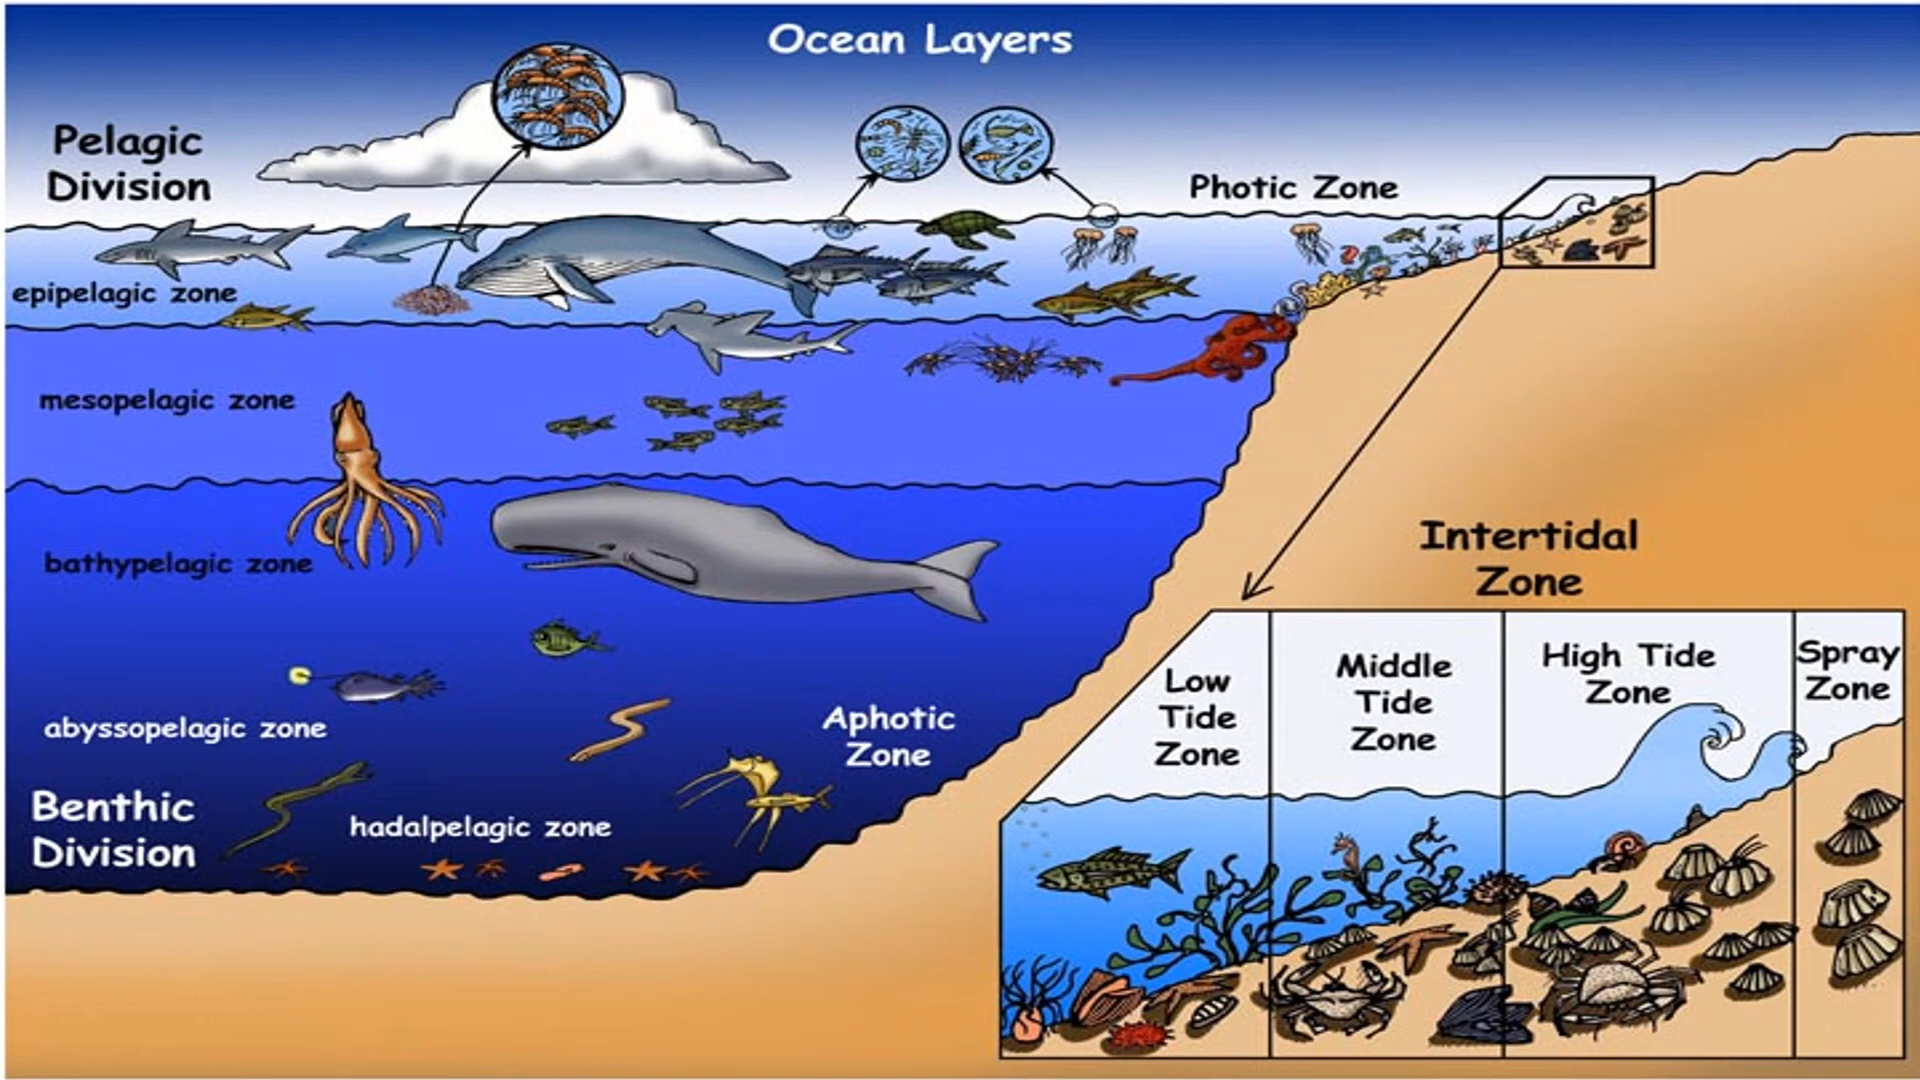 Ocean Layers
Pelagic
Division
Photic Zone
epipelagic zone
mesopelagic zone
bathypelagic zone
abyssopelagic zone
Aphotic
Zone
Benthic
Division
hadalpelagic zone
Intertidal
Zone
Low
Tide
Zone
Middle
Tide
Zone
High Tide
Zone
Spray
Zone